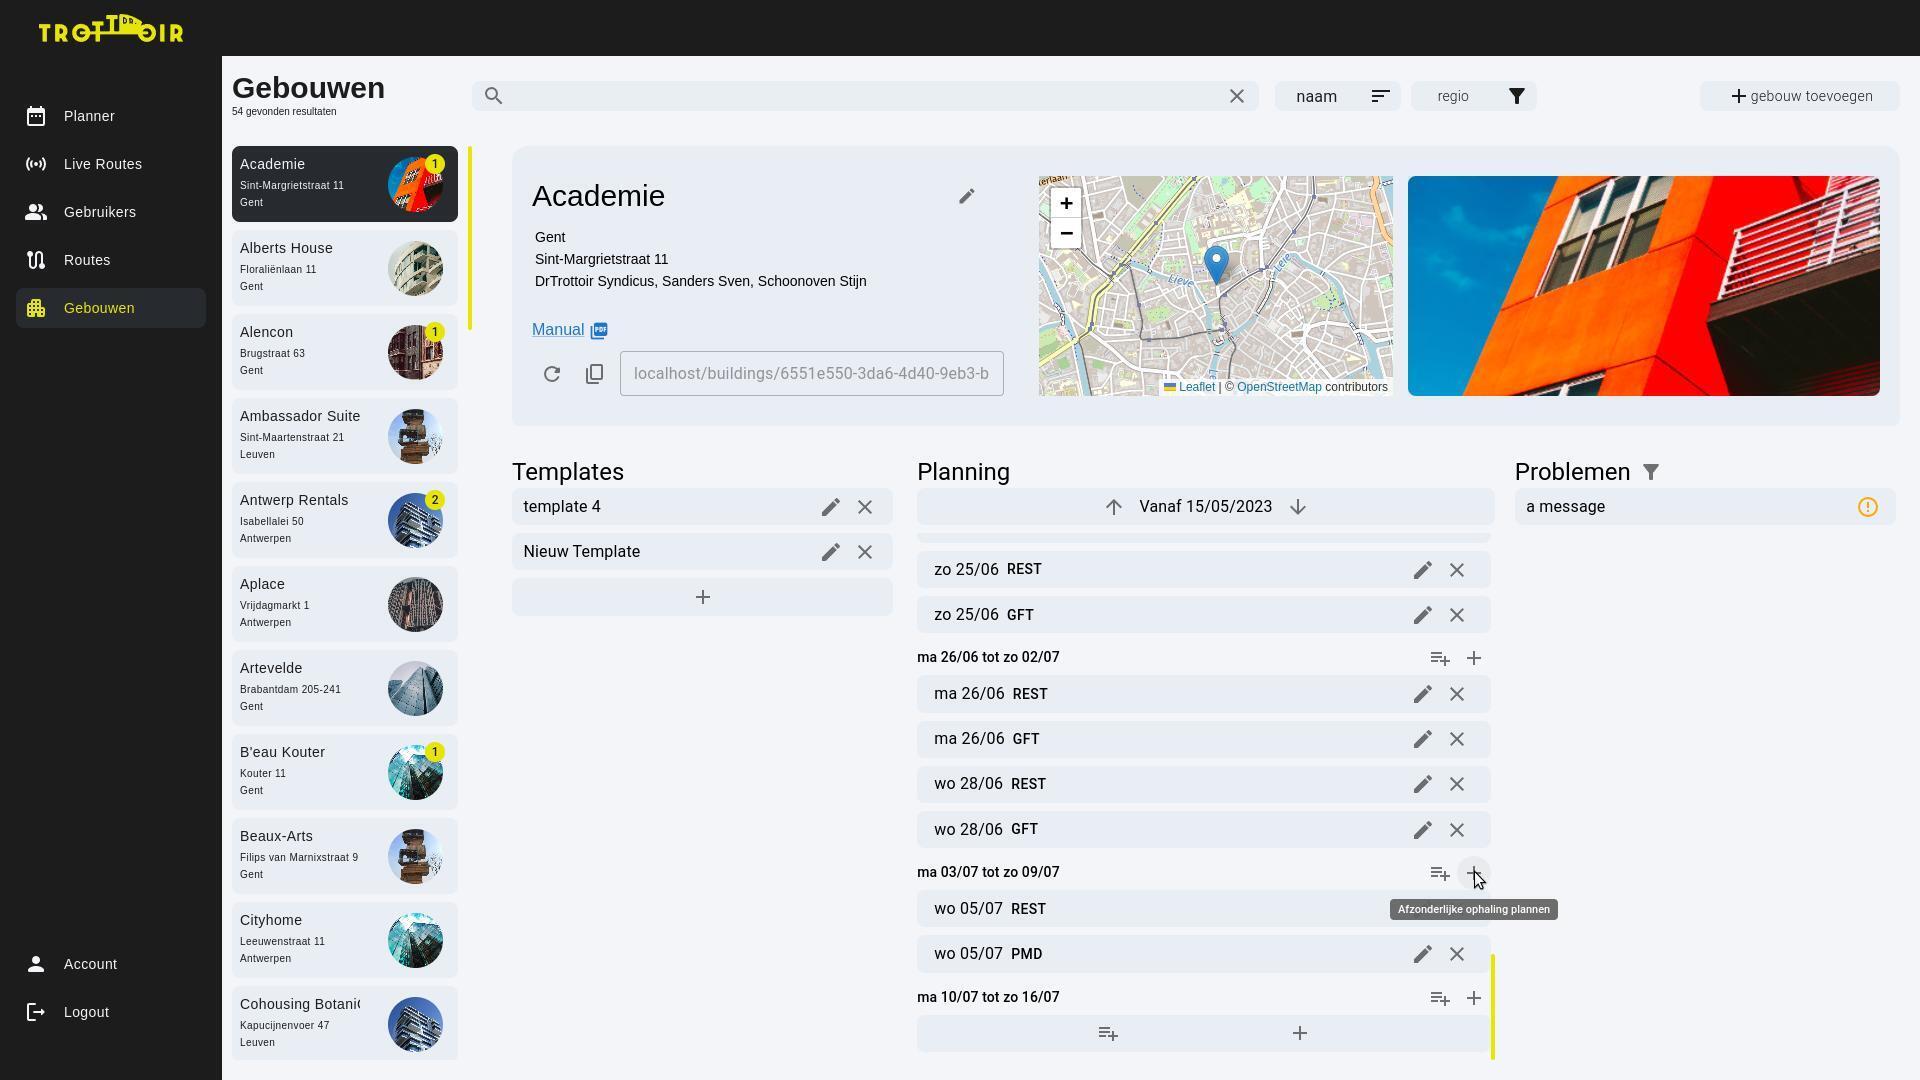 TROTTOIR
DR.
Planner
Live Routes
Gebruikers
Routes
Gebouwen
Account
Logout
Gebouwen
54 gevonden resultaten
naam
regio
gebouw toevoegen
Academie
Sint-Margrietstraat 11
Gent
1
Alberts House
Floraliënlaan 11
Gent
Alencon
Brugstraat 63
Gent
1
Ambassador Suite
Sint-Maartenstraat 21
Leuven
Antwerp Rentals
Isabellalei 50
Antwerpen
2
Aplace
Vrijdagmarkt 1
Antwerpen
Artevelde
Brabantdam 205-241
Gent
B'eau Kouter
Kouter 11
Gent
1
Beaux-Arts
Filips van Marnixstraat 9
Gent
Cityhome
Leeuwenstraat 11
Antwerpen
Cohousing Botani
Kapucijnenvoer 47
Leuven
Academie
Gent
Sint-Margrietstraat 11
DrTrottoir Syndicus, Sanders Sven, Schoonoven Stijn
Manual
PDF
localhost/buildings/6551e550-3da6-4d40-9eb3-b
+
−
Lieve
Leie
Leaflet | © OpenStreetMap contributors
Templates
template 4
Nieuw Template
Planning
Vanaf 15/05/2023
zo 25/06 REST
zo 25/06 GFT
ma 26/06 tot zo 02/07
ma 26/06 REST
ma 26/06 GFT
wo 28/06 REST
wo 28/06 GFT
ma 03/07 tot zo 09/07
Afzonderlijke ophaling plannen
wo 05/07 REST
wo 05/07 PMD
ma 10/07 tot zo 16/07
Problemen
a message